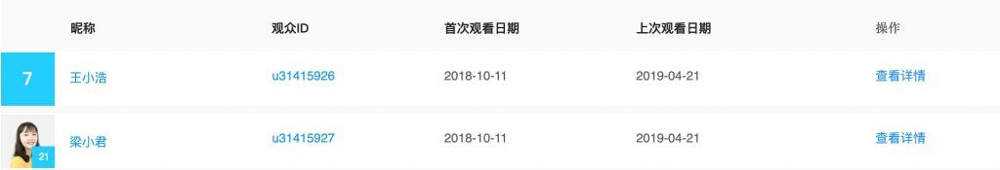 昵称 观众ID 首次观看日期 上次观看日期 操作
7 王小浩 u31415926 2018-10-11 2019-04-21 查看详情
21 梁小君 u31415927 2018-10-11 2019-04-21 查看详情